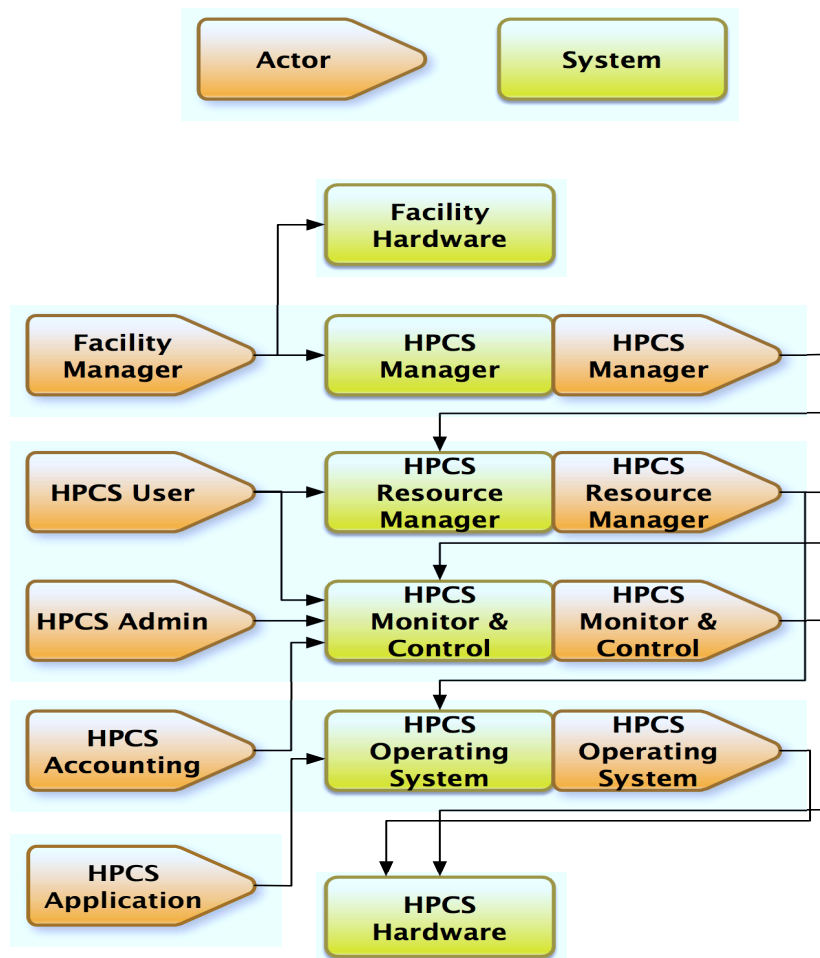 Actor
System
Facility
Hardware
Facility
Manager
HPCS
Manager
HPCS
Manager
HPCS User
HPCS
Resource
Manager
HPCS
Resource
Manager
HPCS Admin
HPCS
Monitor &
Control
HPCS
Monitor &
Control
HPCS
Accounting
HPCS
Operating
System
HPCS
Operating
System
HPCS
Application
HPCS
Hardware